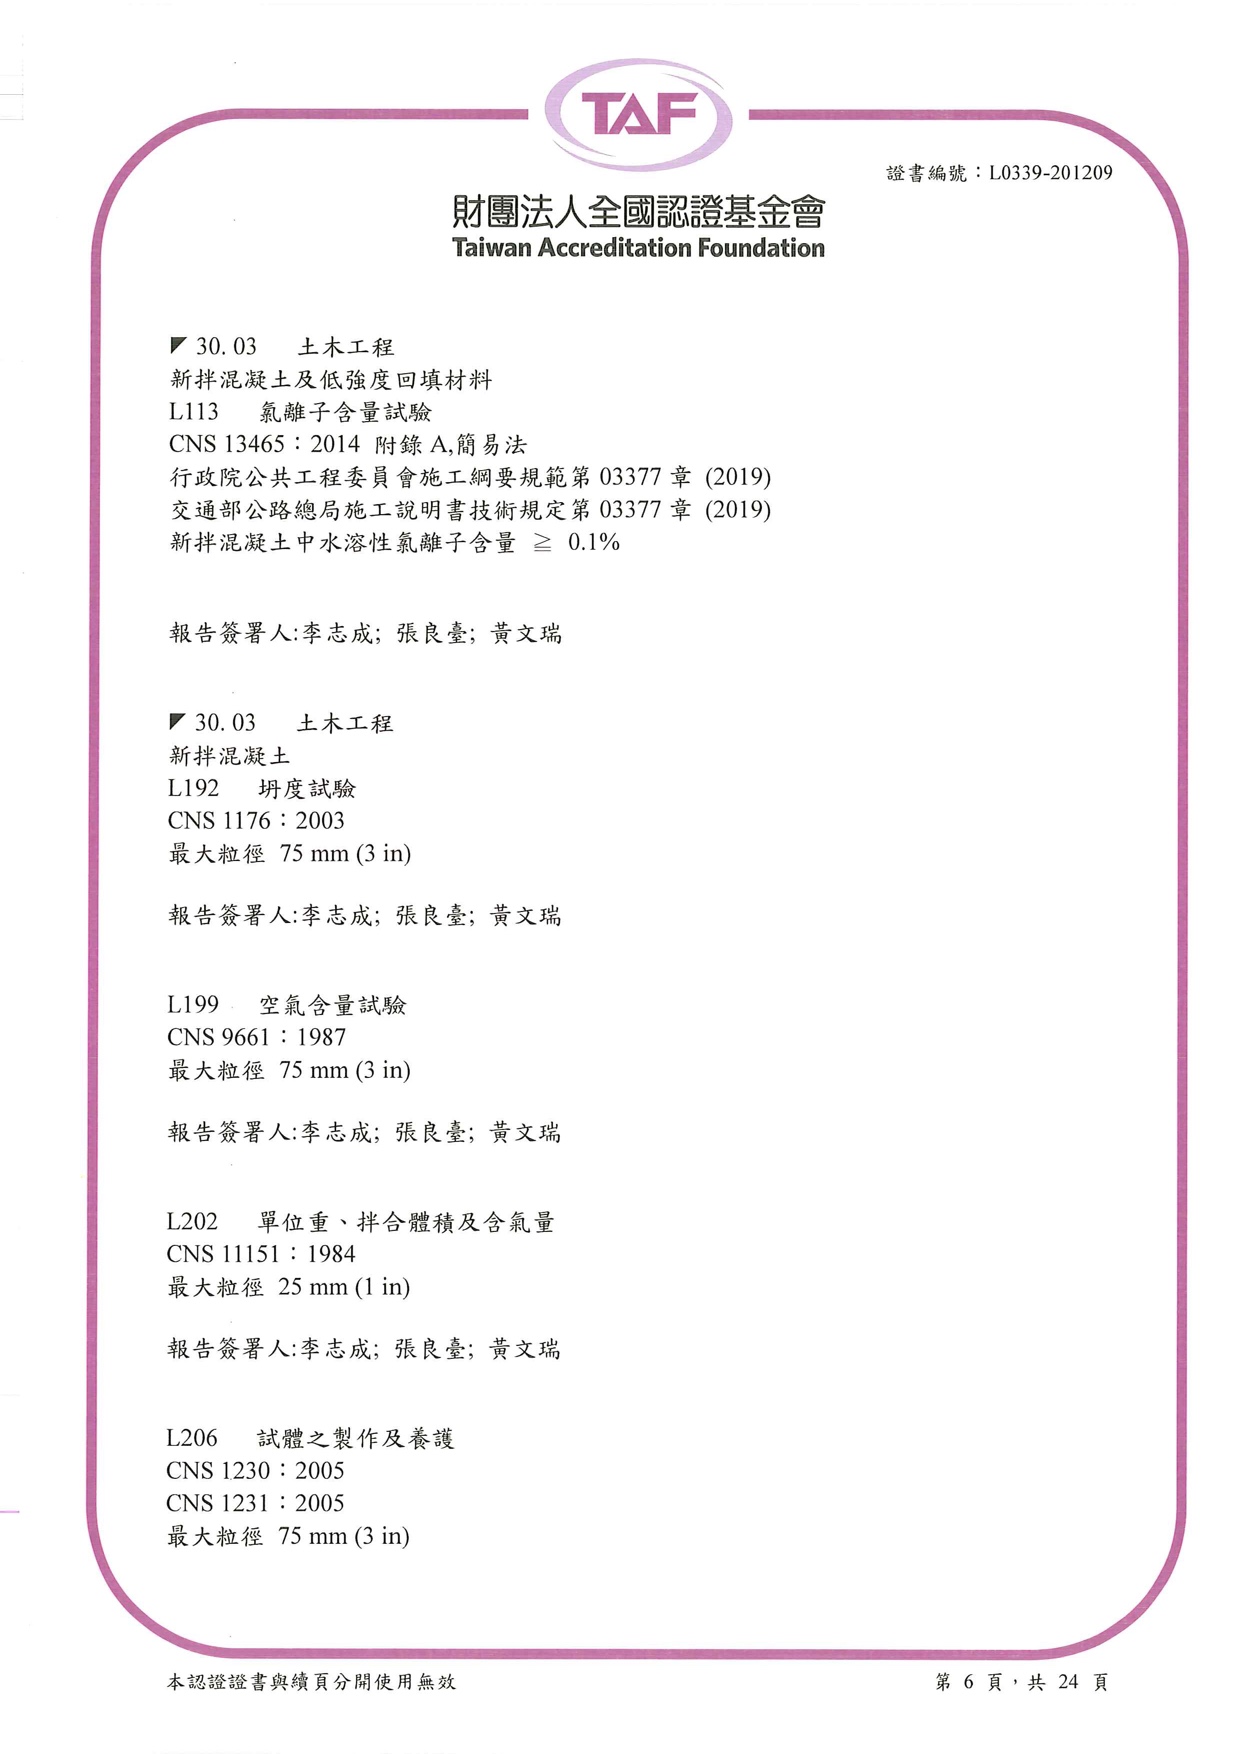 TAF
證書編號：L0339-201209
財團法人全國認證基金會
Taiwan Accreditation Foundation
30.03 土木工程
新拌混凝土及低強度回填材料
L113 氯離子含量試驗
CNS 13465：2014 附錄 A,簡易法
行政院公共工程委員會施工綱要規範第 03377 章 (2019)
交通部公路總局施工說明書技術規定第 03377 章 (2019)
新拌混凝土中水溶性氯離子含量 ≧ 0.1%
報告簽署人:李志成; 張良臺; 黃文瑞
30.03 土木工程
新拌混凝土
L192 坍度試驗
CNS 1176：2003
最大粒徑 75 mm (3 in)
報告簽署人:李志成; 張良臺; 黃文瑞
L199 空氣含量試驗
CNS 9661：1987
最大粒徑 75 mm (3 in)
報告簽署人:李志成; 張良臺; 黃文瑞
L202 單位重、拌合體積及含氣量
CNS 11151：1984
最大粒徑 25 mm (1 in)
報告簽署人:李志成; 張良臺; 黃文瑞
L206 試體之製作及養護
CNS 1230：2005
CNS 1231：2005
最大粒徑 75 mm (3 in)
本認證證書與續頁分開使用無效
第 6 頁，共 24 頁